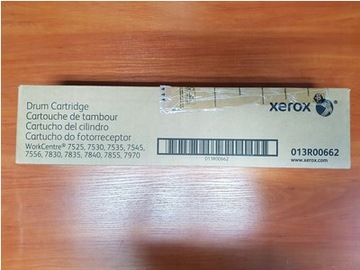 Drum Cartridge
Cartouche de tambour
Cartucho del cilindro
Cartucho do fotorreceptor
WorkCentre® 7525, 7530, 7535, 7545,
7556, 7830, 7835, 7840, 7855, 7970
013R00662
xerox
013R00662
www.xerox.com